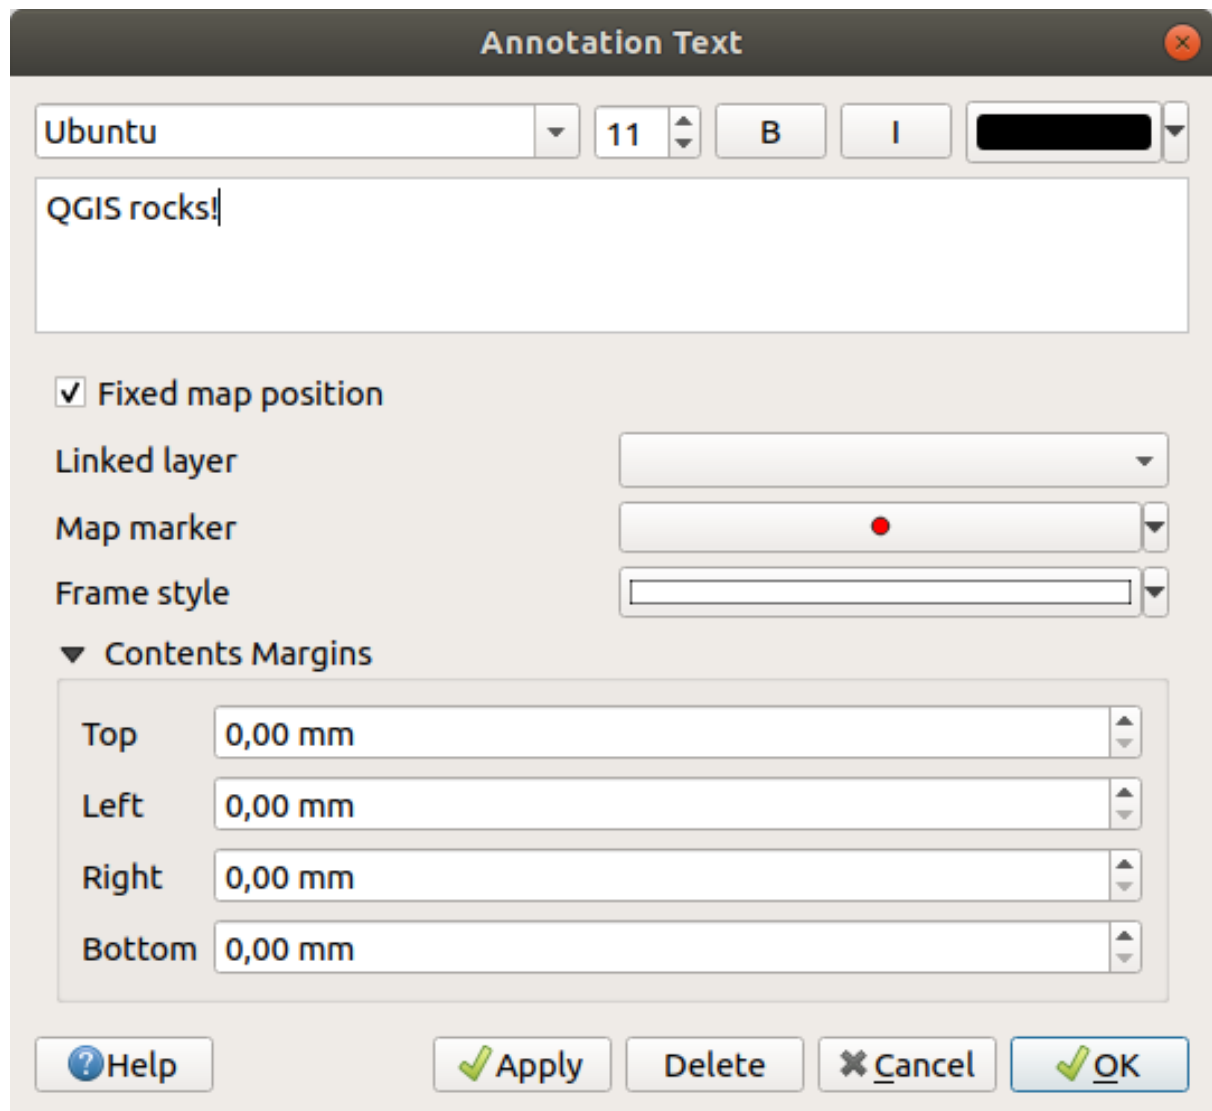 Annotation Text
Ubuntu 11 B I
QGIS rocks!
Fixed map position
Linked layer
Map marker
Frame style
Contents Margins
Top 0,00 mm
Left 0,00 mm
Right 0,00 mm
Bottom 0,00 mm
Help Apply Delete Cancel OK